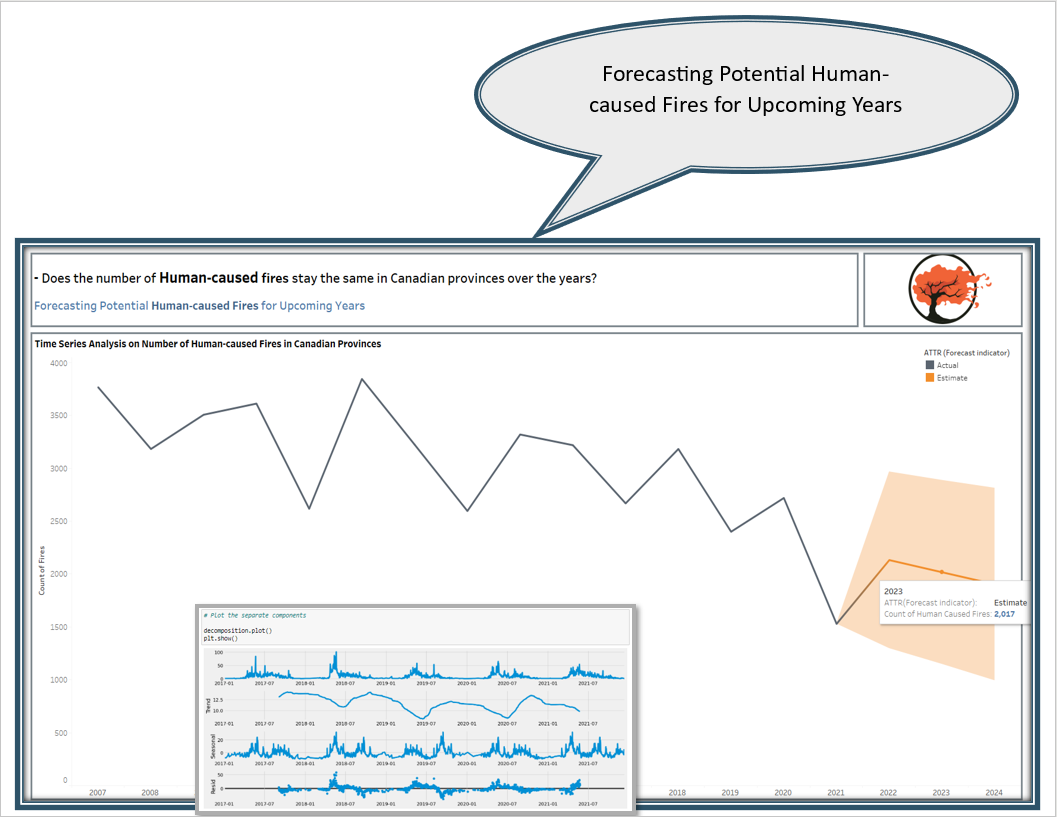 Forecasting Potential Human-
caused Fires for Upcoming Years
- Does the number of Human-caused fires stay the same in Canadian provinces over the years?
Forecasting Potential Human-caused Fires for Upcoming Years
Time Series Analysis on Number of Human-caused Fires in Canadian Provinces
ATTR (Forecast indicator)
Actual
Estimate
4000
3500
3000
2500
2000
1500
1000
500
0
Count of Fires
2023
ATTR(Forecast indicator): Estimate
Count of Human Caused Fires: 2,017
# Plot the separate components
decomposition.plot()
plt.show()
100
50
0
2017-01 2017-07 2018-01 2018-07 2019-01 2019-07 2020-01 2020-07 2021-01 2021-07
Trend
12.5
10.0
2017-01 2017-07 2018-01 2018-07 2019-01 2019-07 2020-01 2020-07 2021-01 2021-07
Seasonal
20
0
2017-01 2017-07 2018-01 2018-07 2019-01 2019-07 2020-01 2020-07 2021-01 2021-07
Resid
50
0
2017-01 2017-07 2018-01 2018-07 2019-01 2019-07 2020-01 2020-07 2021-01 2021-07
2007 2008 2018 2019 2020 2021 2022 2023 2024